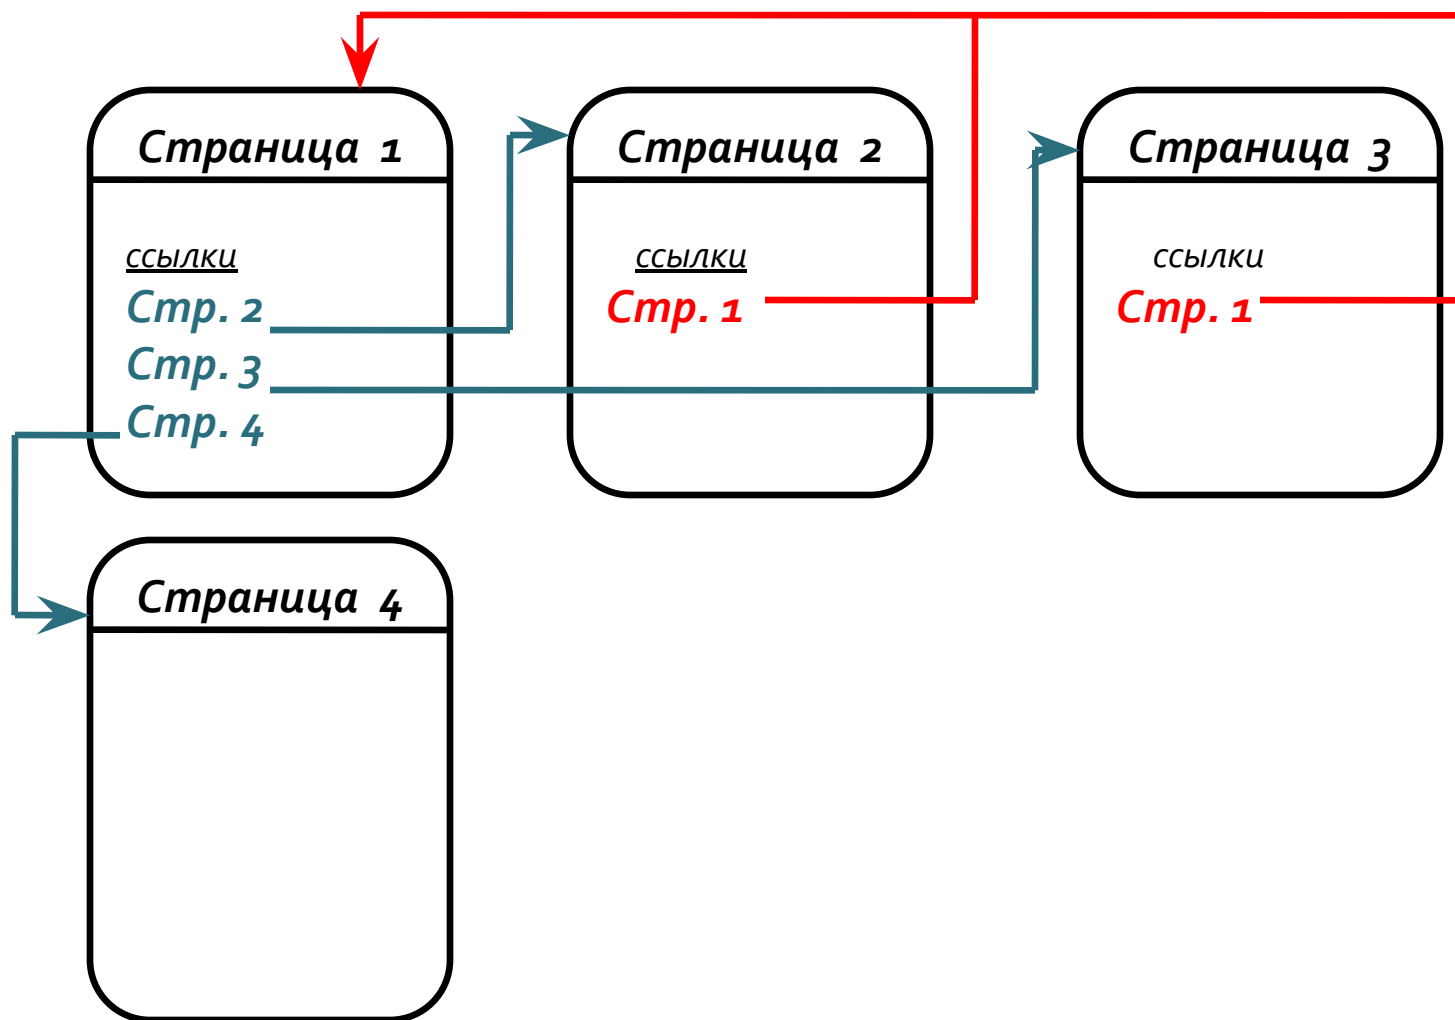 Страница 1
ссылки
Стр. 2
Стр. 3
Стр. 4
Страница 2
ссылки
Стр. 1
Страница 3
ссылки
Стр. 1
Страница 4